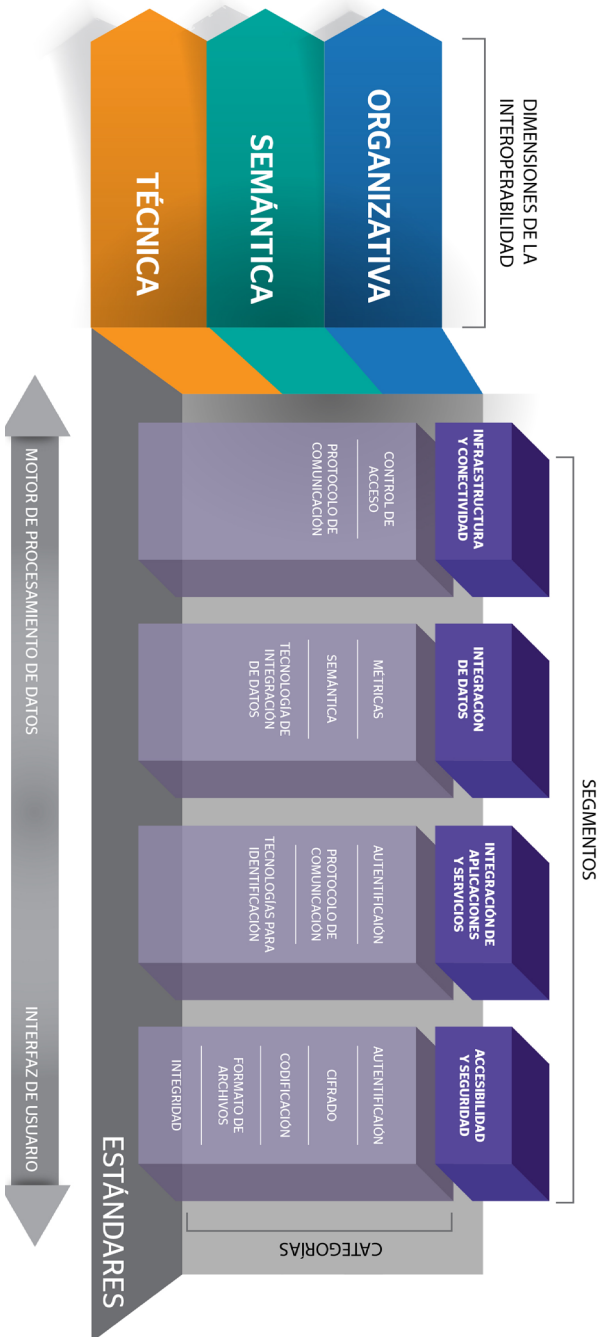 DIMENSIONES DE LA
INTEROPERABILIDAD
ORGANIZATIVA
SEMÁNTICA
TÉCNICA
SEGMENTOS
INFRAESTRUCTURA
Y CONECTIVIDAD
CONTROL DE
ACCESO
PROTOCOLO DE
COMUNICACIÓN
INTEGRACIÓN
DE DATOS
MÉTRICAS
SEMÁNTICA
TECNOLOGÍA DE
INTEGRACIÓN
DE DATOS
INTEGRACIÓN DE
APLICACIONES
Y SERVICIOS
AUTENTIFICAIÓN
PROTOCOLO DE
COMUNICACIÓN
TECNOLOGÍAS PARA
IDENTIFICACIÓN
ACCESIBILIDAD
Y SEGURIDAD
AUTENTIFICAIÓN
CIFRADO
CODIFICACIÓN
FORMATO DE
ARCHIVOS
INTEGRIDAD
CATEGORÍAS
ESTÁNDARES
MOTOR DE PROCESAMIENTO DE DATOS
INTERFAZ DE USUARIO